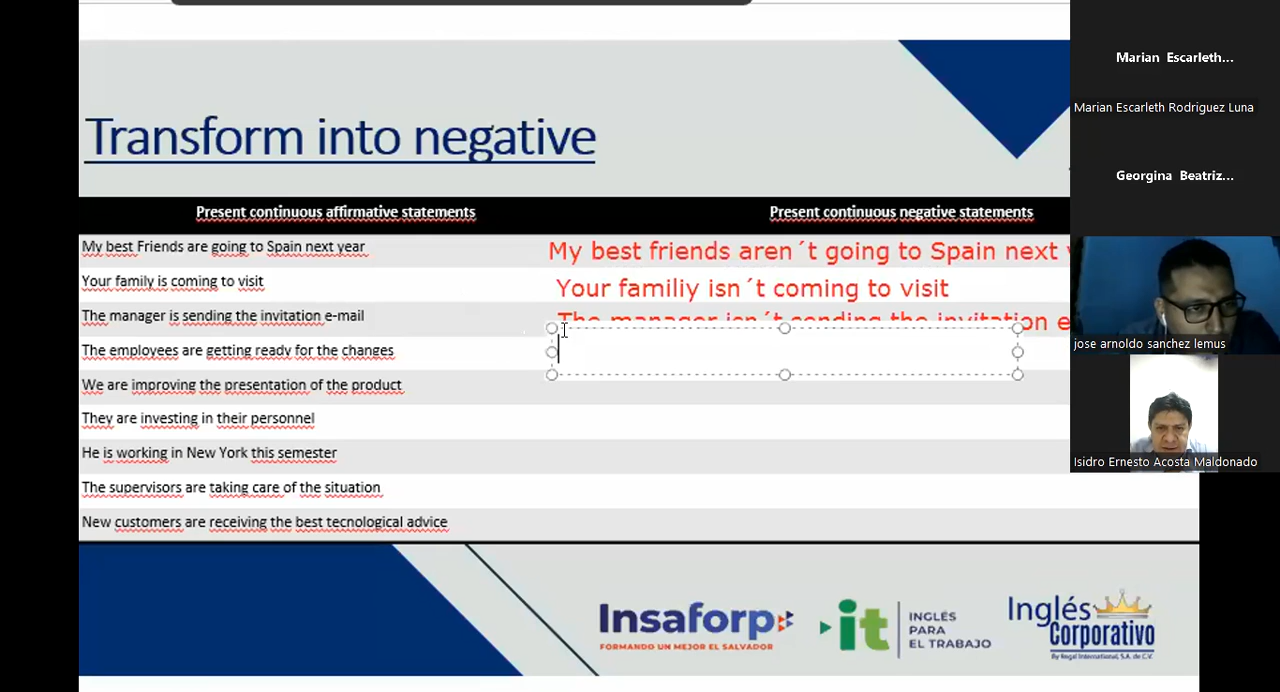 Transform into negative
Present continuous affirmative statements
Present continuous negative statements
My best Friends are going to Spain next year
My best friends aren´t going to Spain next
Your family is coming to visit
Your familiy isn´t coming to visit
The manager is sending the invitation e-mail
The manager isn´t sending the invitation e
The employees are getting ready for the changes
We are improving the presentation of the product
They are investing in their personnel
He is working in New York this semester
The supervisors are taking care of the situation
New customers are receiving the best tecnological advice
Insaforp
FORMANDO UN MEJOR EL SALVADOR
it
INGLÉS
PARA
EL TRABAJO
Inglés
Corporativo
By Regal International, S.A. de C.V.
Marian Escarleth...
Marian Escarleth Rodriguez Luna
Georgina Beatriz...
jose arnoldo sanchez lemus
Isidro Ernesto Acosta Maldonado